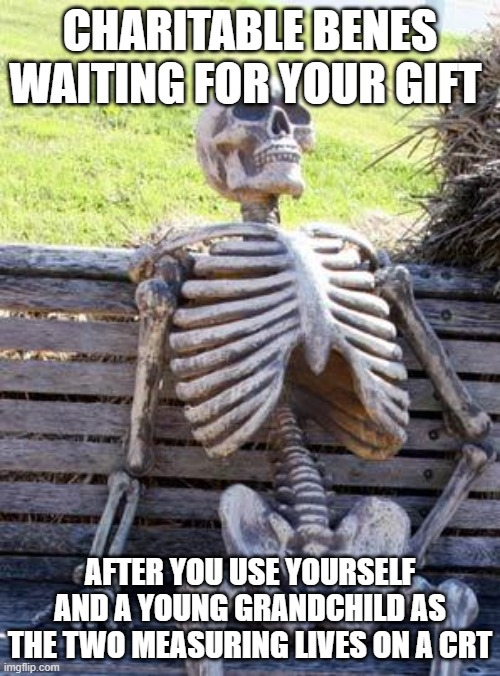 CHARITABLE BENES
WAITING FOR YOUR GIFT
AFTER YOU USE YOURSELF
AND A YOUNG GRANDCHILD AS
THE TWO MEASURING LIVES ON A CRT
imgflip.com